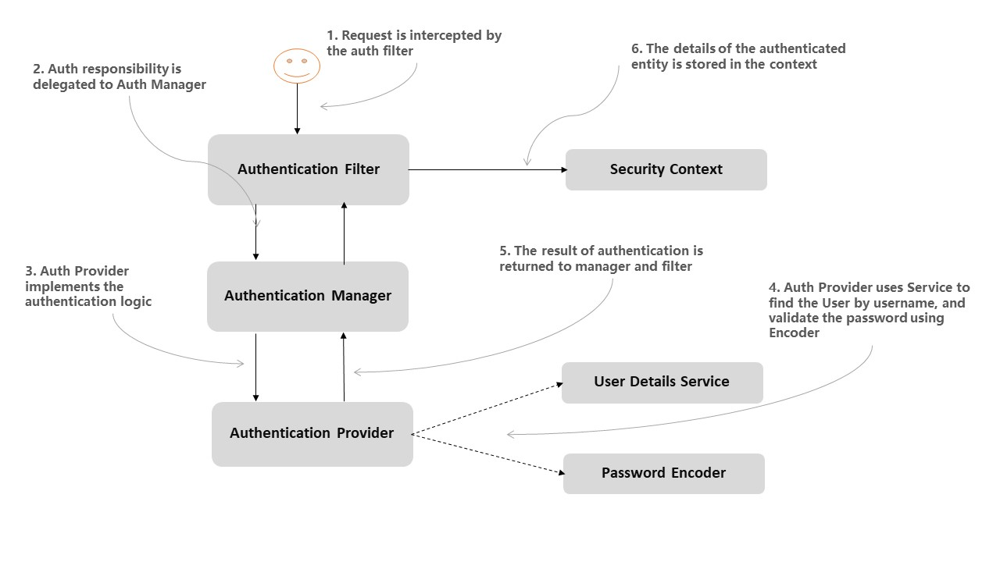 1. Request is intercepted by
the auth filter
6. The details of the authenticated
entity is stored in the context
2. Auth responsibility is
delegated to Auth Manager
Authentication Filter
Security Context
5. The result of authentication is
returned to manager and filter
3. Auth Provider
implements the
authentication logic
Authentication Manager
4. Auth Provider uses Service to
find the User by username, and
validate the password using
Encoder
User Details Service
Authentication Provider
Password Encoder